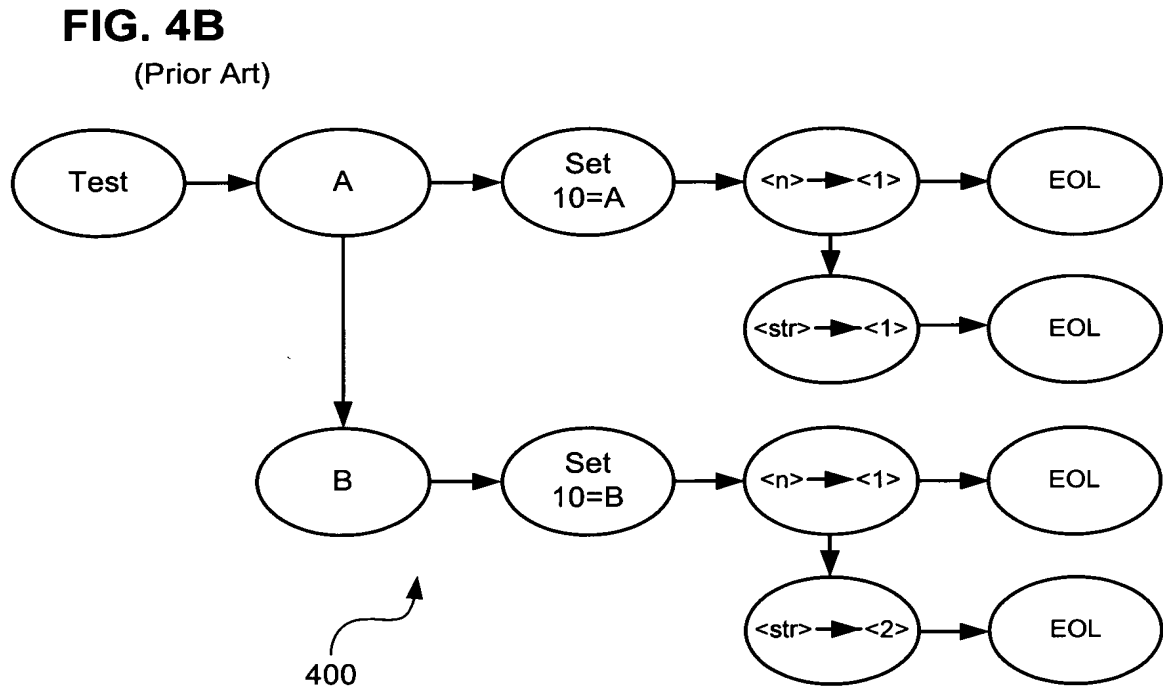 FIG. 4B
(Prior Art)
Test
A
Set
10=A
<n> <1>
EOL
<str> <1>
EOL
B
Set
10=B
<n> <1>
EOL
<str> <2>
EOL
400